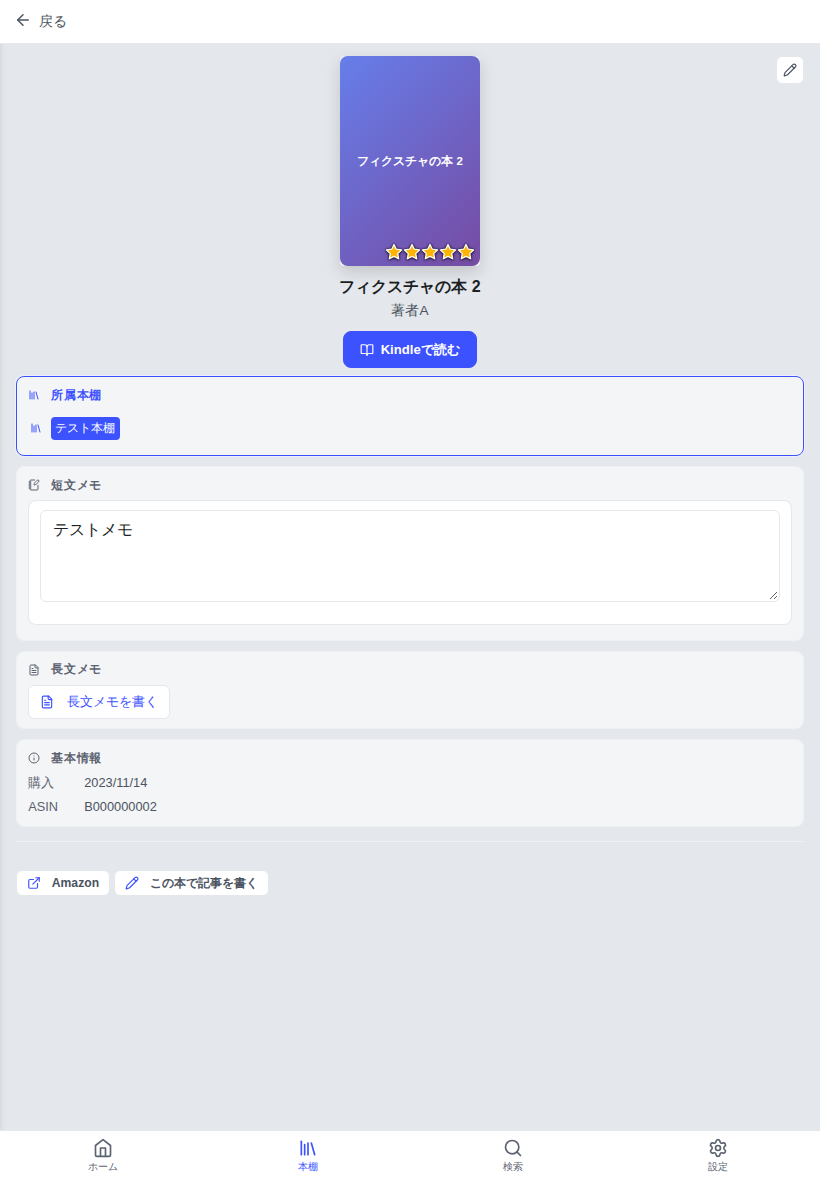 戻る
フィクスチャの本 2
フィクスチャの本 2
著者A
Kindleで読む
所属本棚
テスト本棚
短文メモ
テストメモ
長文メモ
長文メモを書く
基本情報
購入 2023/11/14
ASIN B000000002
Amazon この本で記事を書く
ホーム 本棚 検索 設定